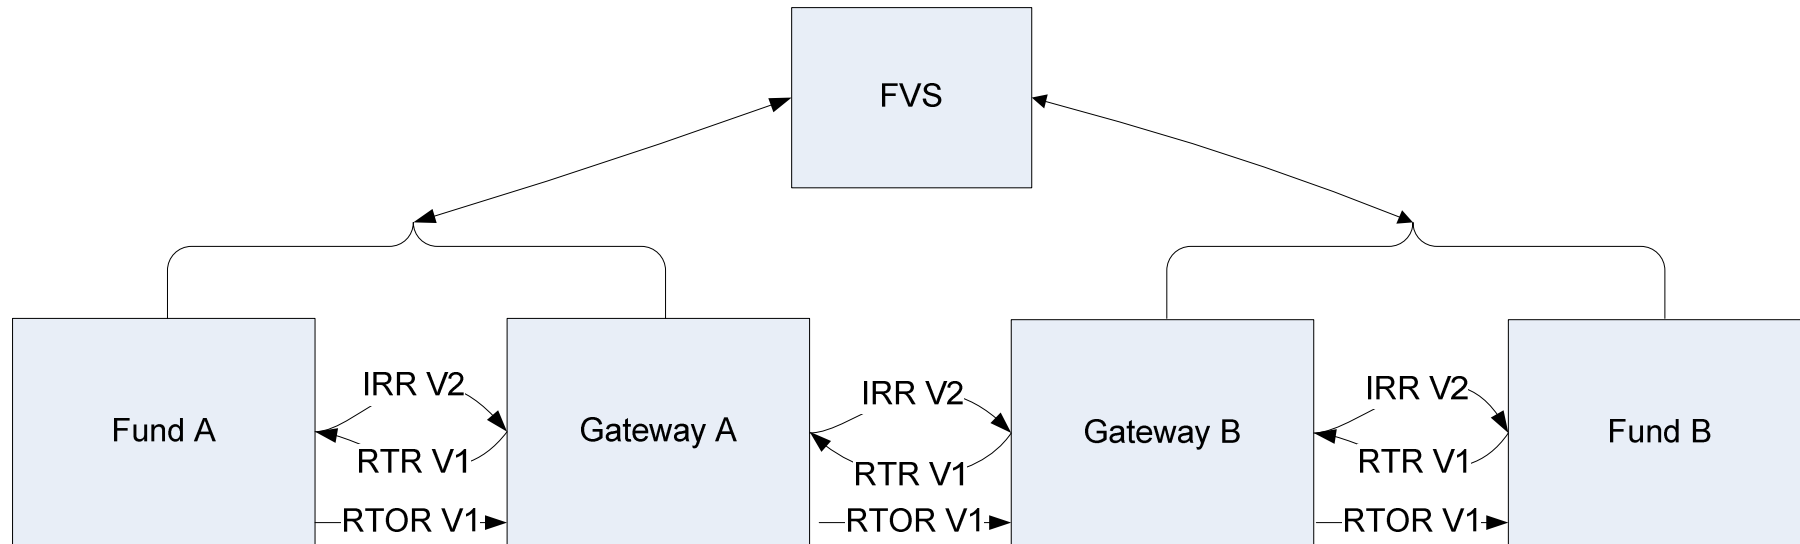 FVS
IRR V2
IRR V2
IRR V2
Fund A
Gateway A
Gateway B
Fund B
RTR V1
RTR V1
RTR V1
RTOR V1
RTOR V1
RTOR V1